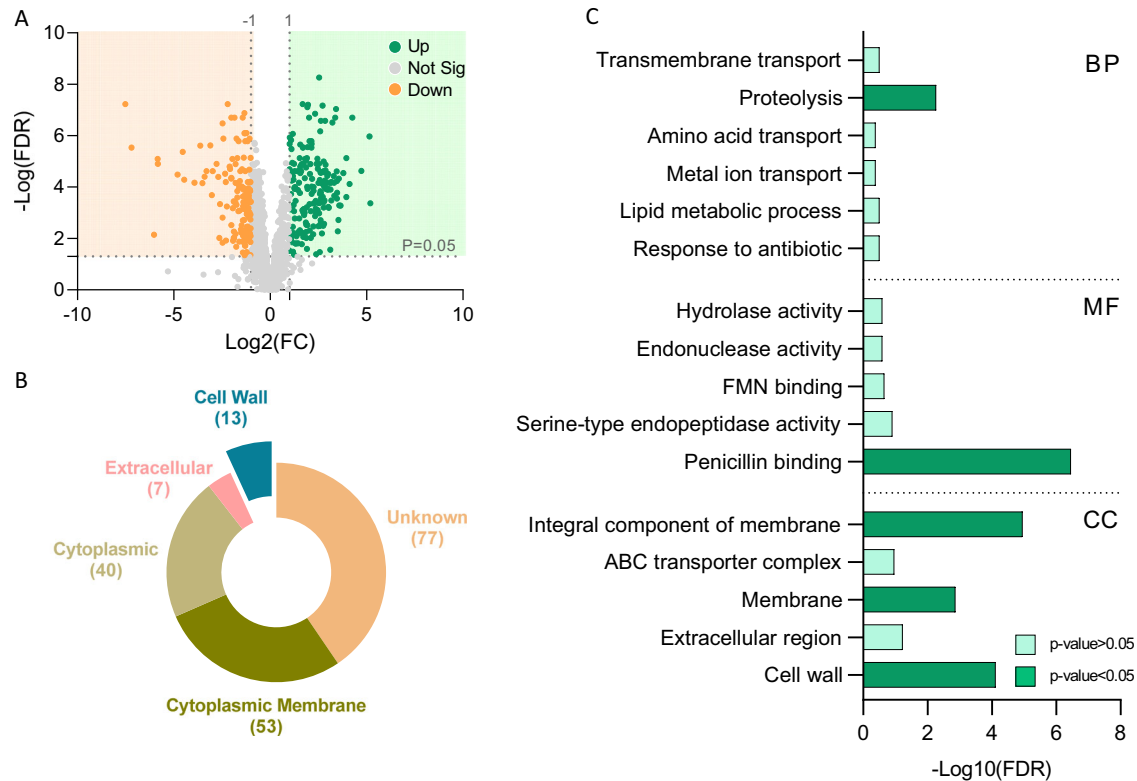 A
-1
1
10
8
6
4
2
0
-Log(FDR)
Up
Not Sig
Down
P=0.05
-10
-5
0
5
10
Log2(FC)
B
Cell Wall
(13)
Extracellular
(7)
Unknown
(77)
Cytoplasmic
(40)
Cytoplasmic Membrane
(53)
C
Transmembrane transport
BP
Proteolysis
Amino acid transport
Metal ion transport
Lipid metabolic process
Response to antibiotic
MF
Hydrolase activity
Endonuclease activity
FMN binding
Serine-type endopeptidase activity
Penicillin binding
CC
Integral component of membrane
ABC transporter complex
Membrane
Extracellular region
Cell wall
p-value>0.05
p-value<0.05
0
2
4
6
8
-Log10(FDR)